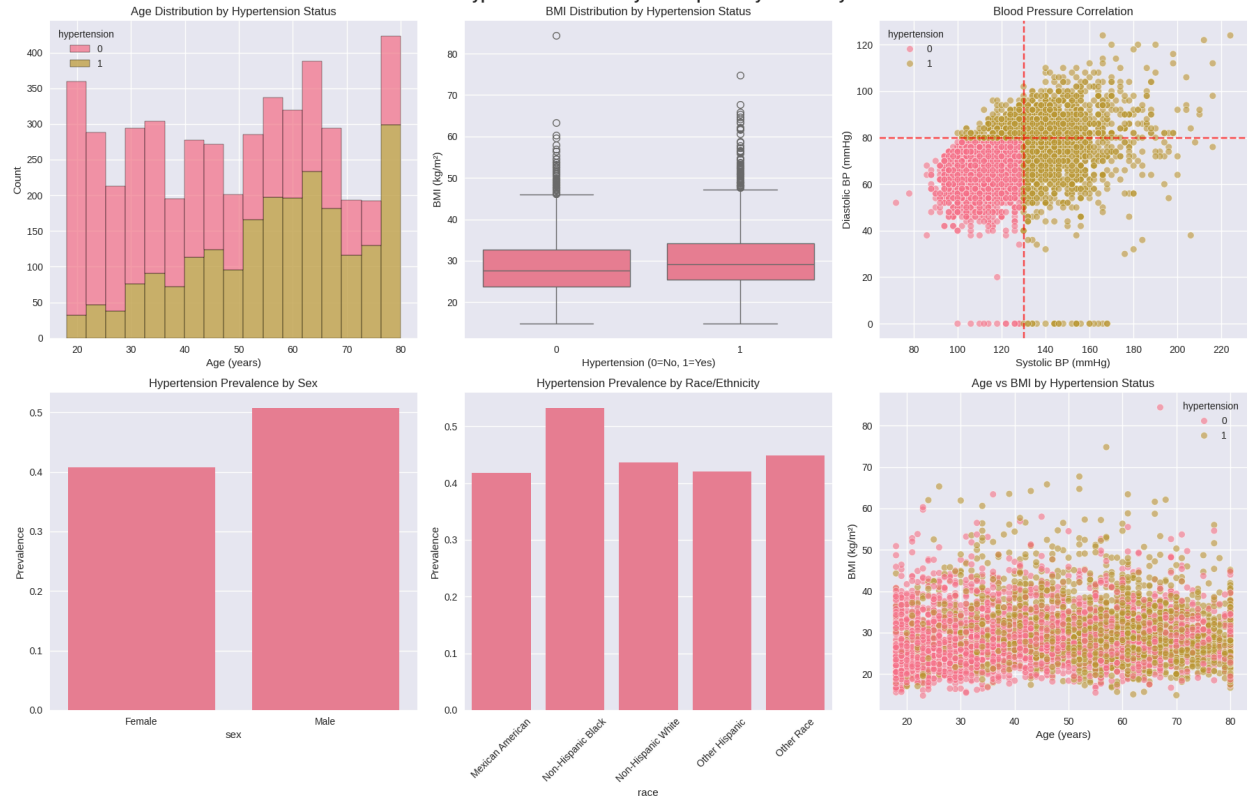 Age Distribution by Hypertension Status
hypertension
0
1
400
350
300
250
200
150
100
50
0
Count
20 30 40 50 60 70 80
Age (years)
BMI Distribution by Hypertension Status
80
70
60
50
40
30
20
BMI (kg/m²)
0 1
Hypertension (0=No, 1=Yes)
Blood Pressure Correlation
hypertension
0
1
120
100
80
60
40
20
0
Diastolic BP (mmHg)
80 100 120 140 160 180 200 220
Systolic BP (mmHg)
Hypertension Prevalence by Sex
0.5
0.4
0.3
0.2
0.1
0.0
Prevalence
Female Male
sex
Hypertension Prevalence by Race/Ethnicity
0.5
0.4
0.3
0.2
0.1
0.0
Prevalence
Mexican American
Non-Hispanic Black
Non-Hispanic White
Other Hispanic
Other Race
race
Age vs BMI by Hypertension Status
hypertension
0
1
80
70
60
50
40
30
20
BMI (kg/m²)
20 30 40 50 60 70 80
Age (years)